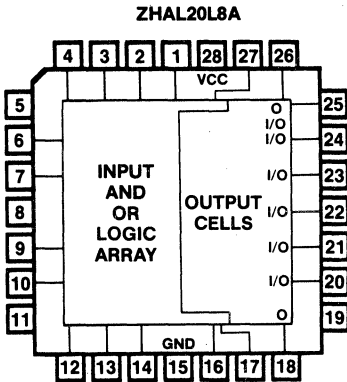 ZHAL20L8A
4 3 2 1 28 27 26
VCC
5 O 25
I/O
6 I/O 24
7 INPUT I/O 23
AND
8 OR OUTPUT I/O 22
LOGIC CELLS
9 ARRAY I/O 21
10 I/O 20
11 O 19
GND
12 13 14 15 16 17 18